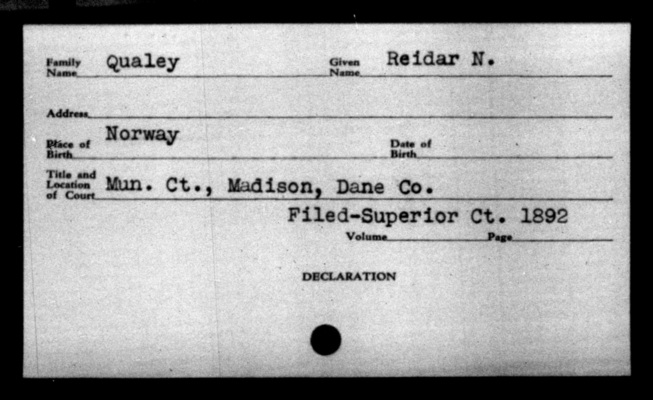 Family Name Qualey Given Name Reidar N.
Address
Place of Birth Norway Date of Birth
Title and Location of Court Mun. Ct., Madison, Dane Co.
Filed-Superior Ct. 1892
Volume Page
DECLARATION